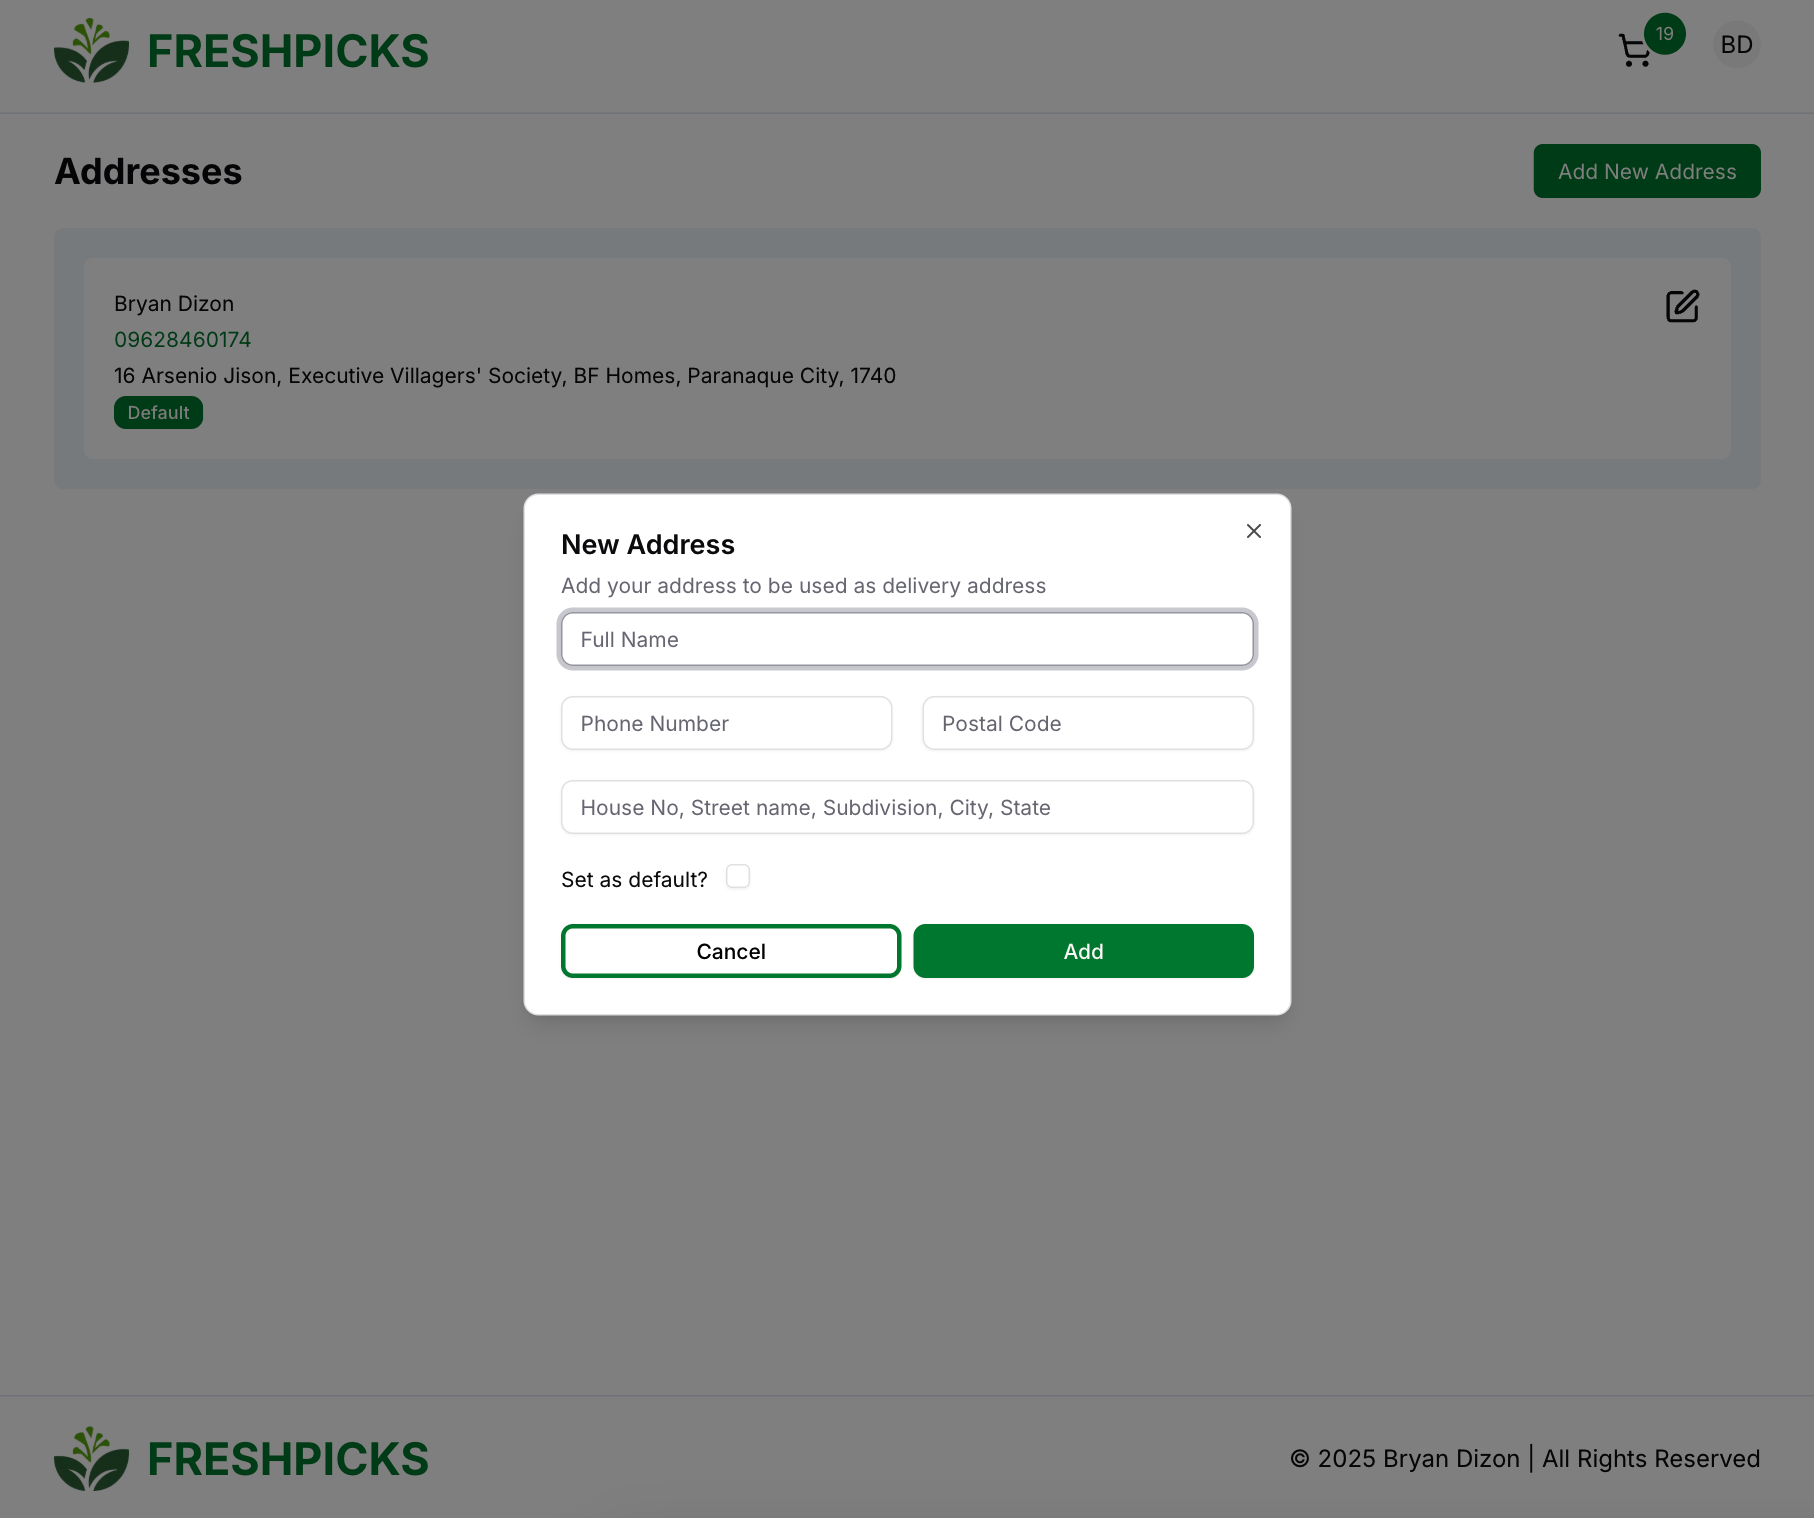 FRESHPICKS
19
BD
Addresses
Add New Address
Bryan Dizon
09628460174
16 Arsenio Jison, Executive Villagers' Society, BF Homes, Paranaque City, 1740
Default
New Address
Add your address to be used as delivery address
Full Name
Phone Number
Postal Code
House No, Street name, Subdivision, City, State
Set as default?
Cancel
Add
FRESHPICKS
© 2025 Bryan Dizon | All Rights Reserved